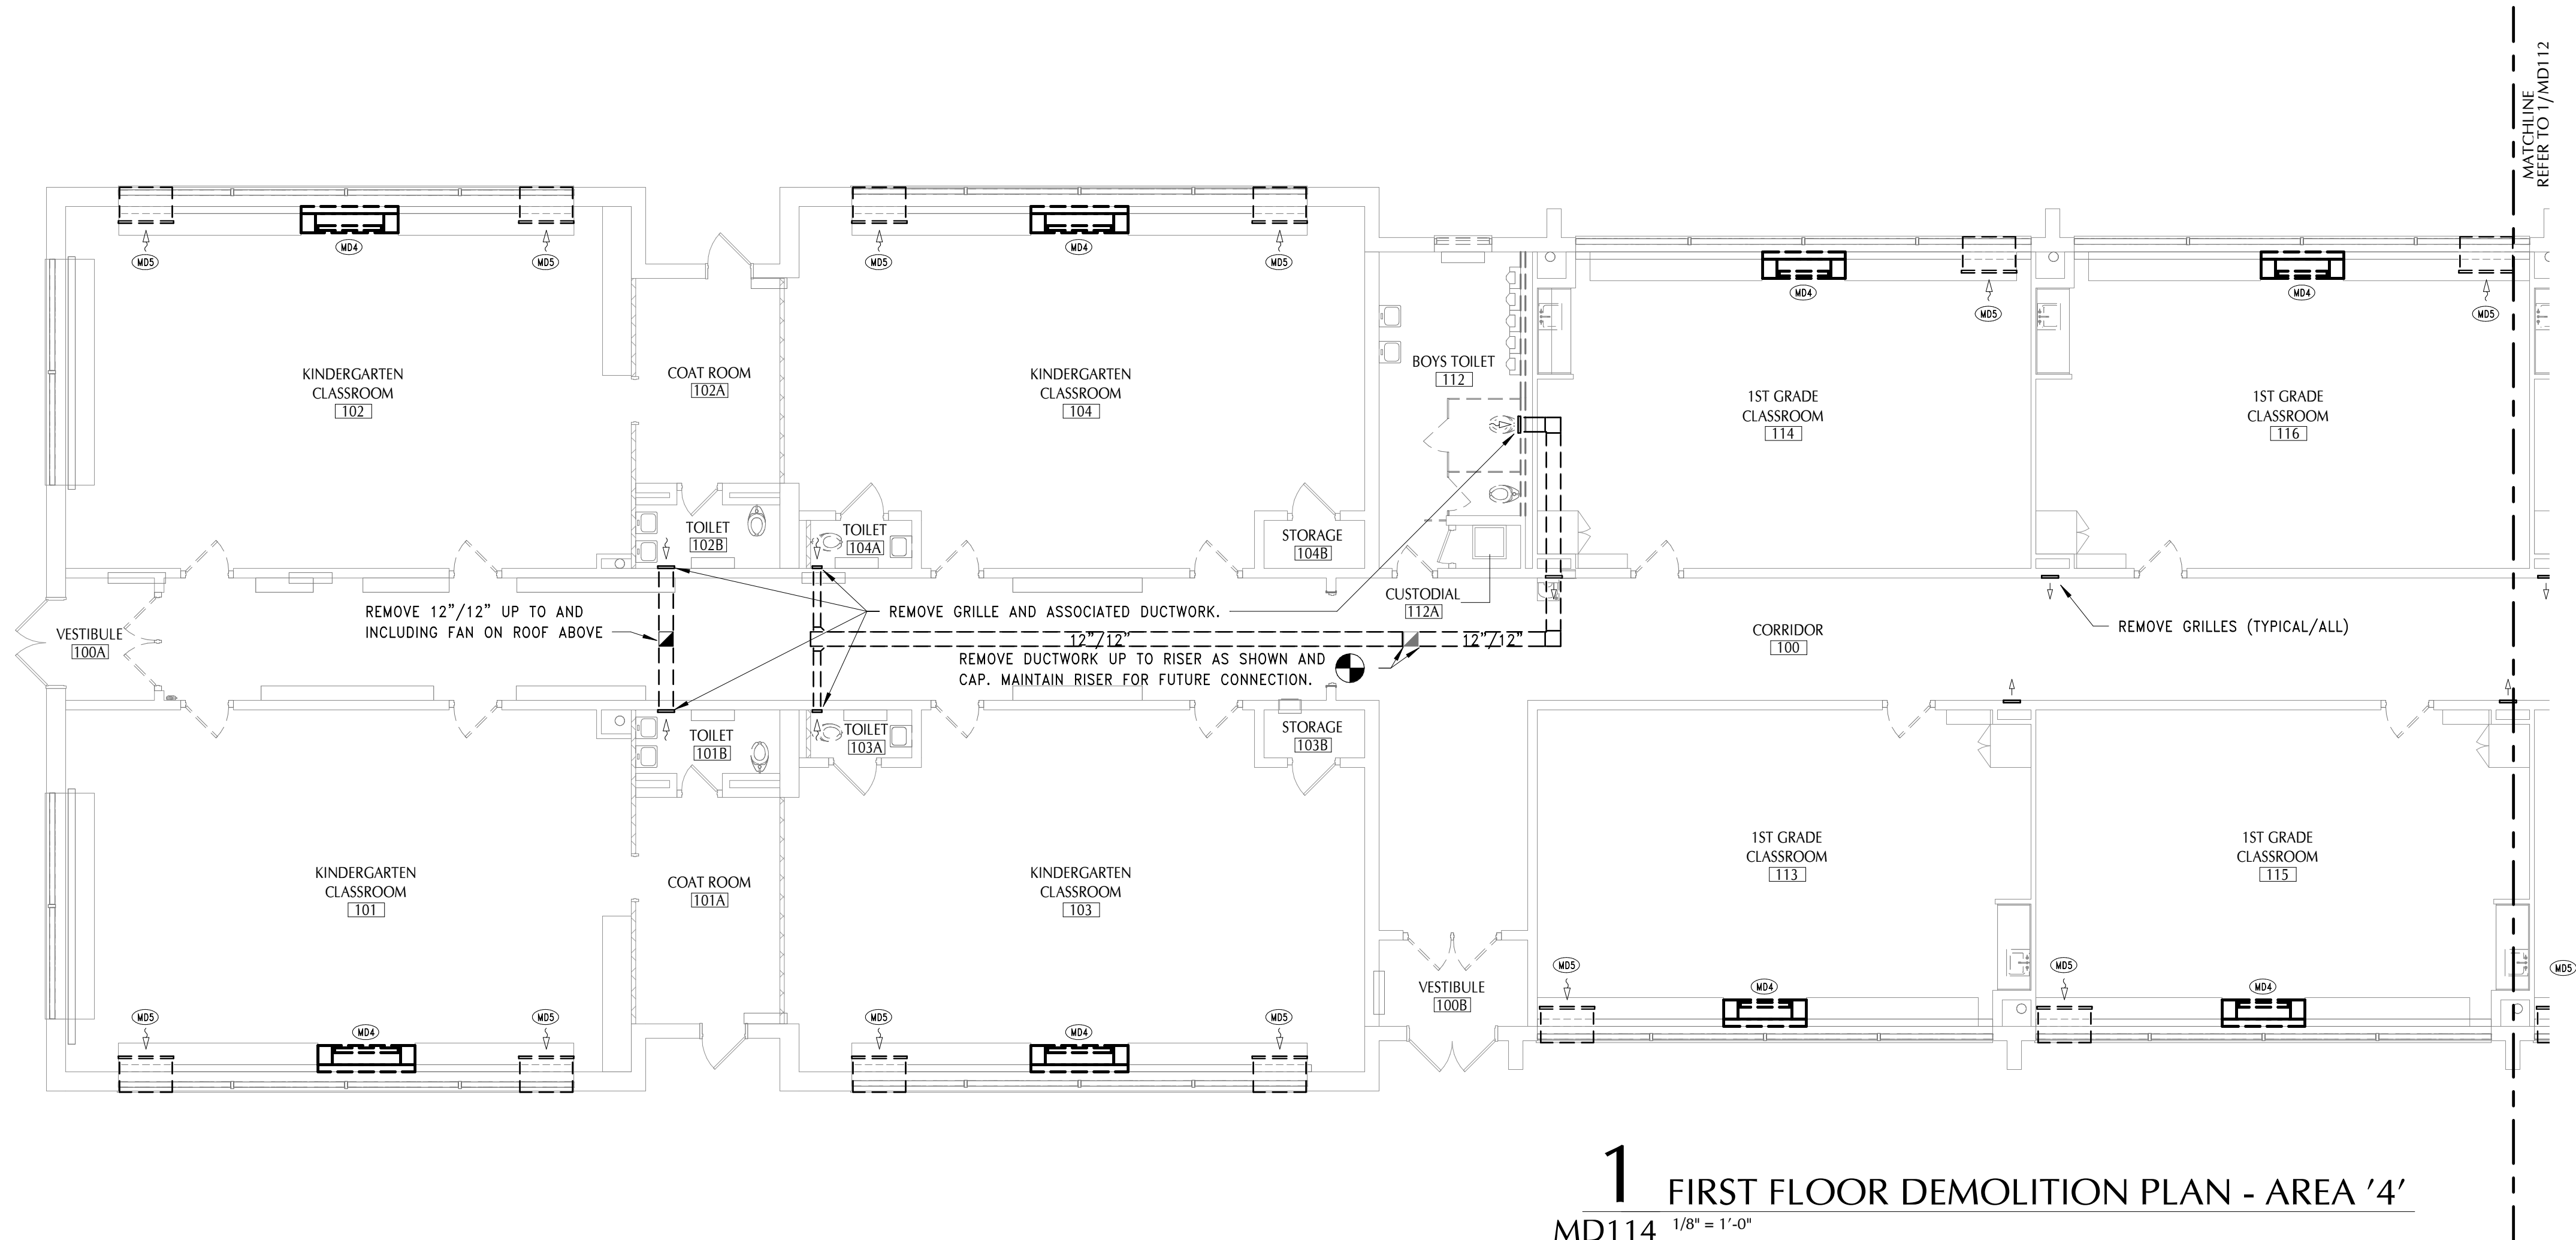 MATCHLINE
REFER TO 1/MD112
MD5
MD4
MD5
MD5
MD4
MD5
MD4
MD5
MD4
MD5
KINDERGARTEN
CLASSROOM
102
COAT ROOM
102A
KINDERGARTEN
CLASSROOM
104
BOYS TOILET
112
1ST GRADE
CLASSROOM
114
1ST GRADE
CLASSROOM
116
TOILET
102B
TOILET
104A
STORAGE
104B
CUSTODIAL
112A
VESTIBULE
100A
REMOVE 12"/12" UP TO AND
INCLUDING FAN ON ROOF ABOVE
REMOVE GRILLE AND ASSOCIATED DUCTWORK.
12"/12"
12"/12"
REMOVE DUCTWORK UP TO RISER AS SHOWN AND
CAP. MAINTAIN RISER FOR FUTURE CONNECTION.
CORRIDOR
100
REMOVE GRILLES (TYPICAL/ALL)
TOILET
101B
TOILET
103A
STORAGE
103B
KINDERGARTEN
CLASSROOM
101
COAT ROOM
101A
KINDERGARTEN
CLASSROOM
103
1ST GRADE
CLASSROOM
113
1ST GRADE
CLASSROOM
115
VESTIBULE
100B
MD5
MD4
MD5
MD5
MD4
MD5
MD5
MD4
MD5
MD4
MD5
1
FIRST FLOOR DEMOLITION PLAN - AREA '4'
MD114
1/8" = 1'-0"